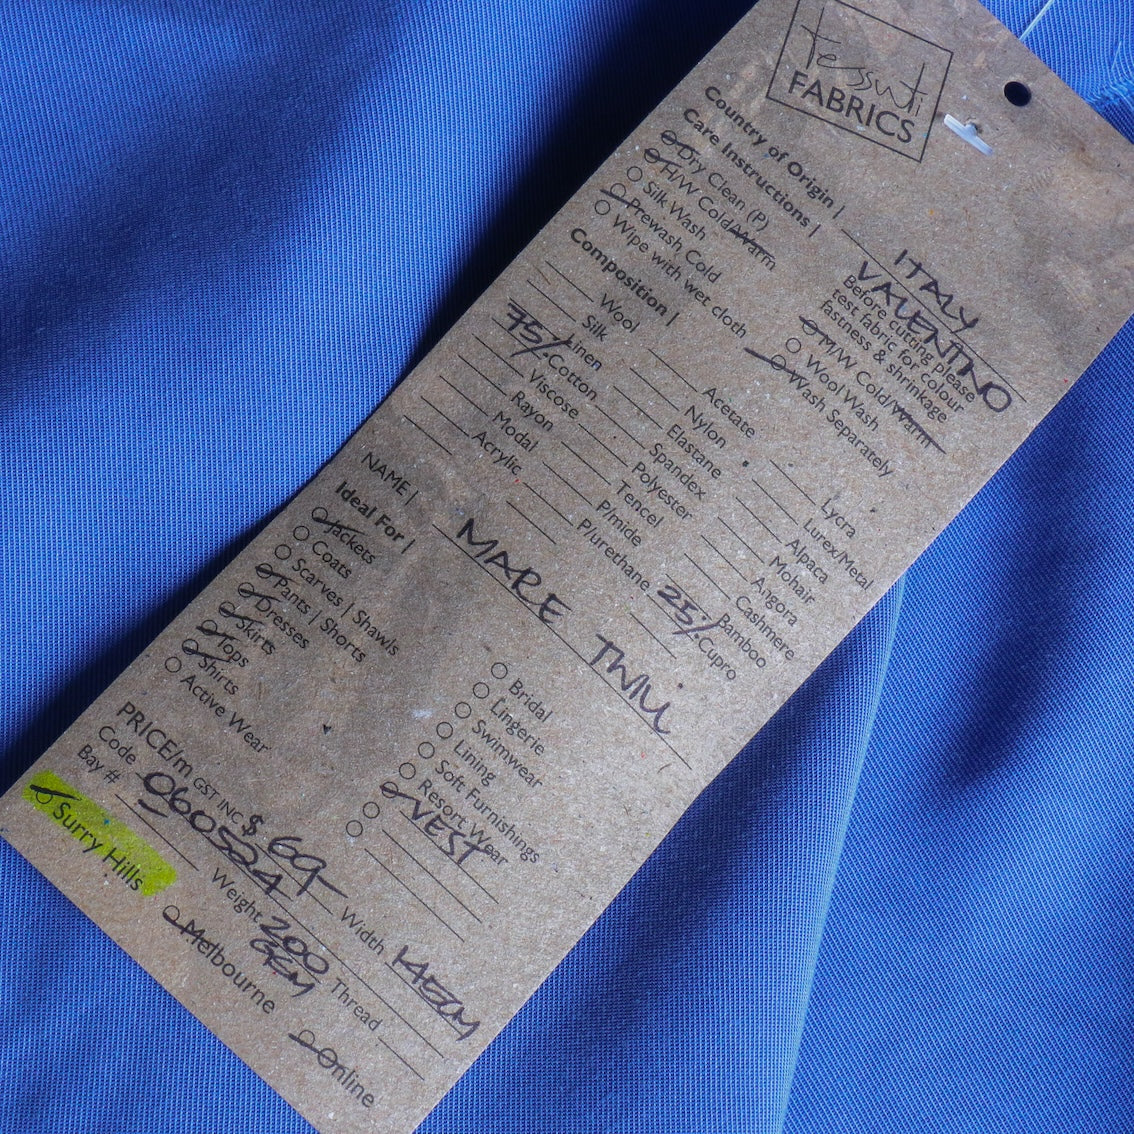 tessuti
FABRICS
Country of Origin | ITALY
Care Instructions | VALENTINO
Dry Clean (P)
H/W Cold/Warm
Silk Wash
Prewash Cold
Wipe with wet cloth
Before cutting please
test fabric for colour
fastness & shrinkage
M/W Cold/Warm
Wool Wash
Wash Separately
Composition |
Wool
Silk
Linen
75% Cotton
Viscose
Rayon
Modal
Acrylic
Acetate
Nylon
Elastane
Spandex
Polyester
Tencel
P/mide
P/urethane
Lycra
Lurex/Metal
Alpaca
Mohair
Angora
Cashmere
Bamboo
25% Cupro
NAME | MARE TWILL
Ideal For |
Jackets
Coats
Scarves | Shawls
Pants | Shorts
Dresses
Skirts
Tops
Shirts
Active Wear
Bridal
Lingerie
Swimwear
Lining
Soft Furnishings
Resort Wear
VEST
PRICE/m GST INC $ 69- Width 145CM
Code 060524 Weight 200 Thread
Bay #
Surry Hills
Melbourne
Online